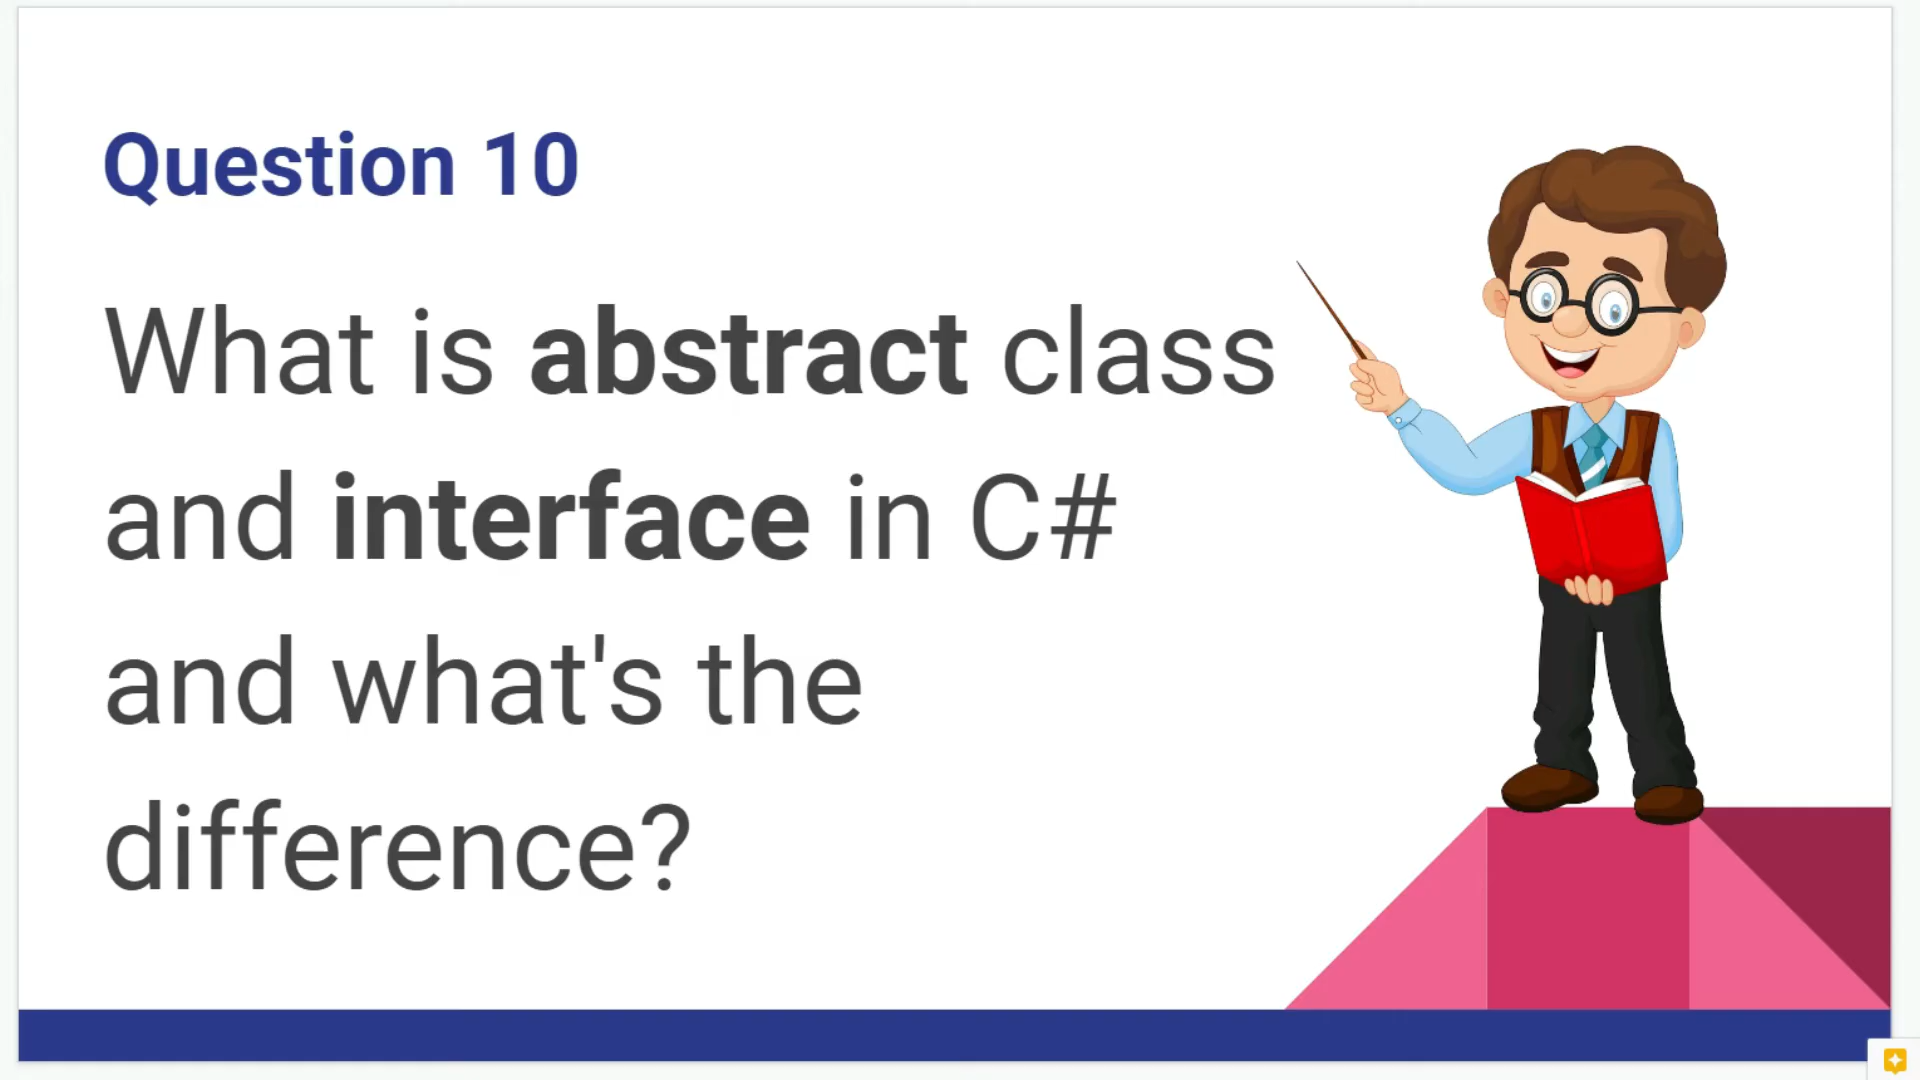 Question 10
What is abstract class
and interface in C#
and what's the
difference?